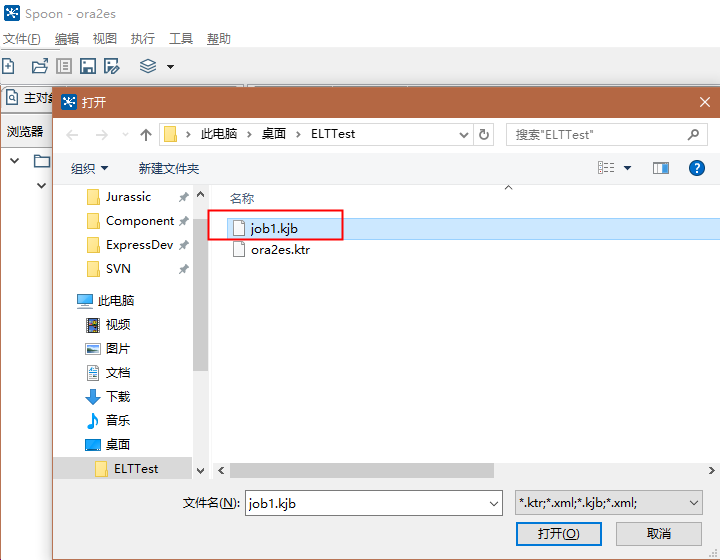 Spoon - ora2es
文件(F) 编辑 视图 执行 工具 帮助
主对象
打开
浏览器
此电脑 > 桌面 > ELTTest
搜索"ELTTest"
组织 新建文件夹
名称
Jurassic
Component
ExpressDev
SVN
此电脑
视频
图片
文档
下载
音乐
桌面
ELTTest
job1.kjb
ora2es.ktr
文件名(N): job1.kjb
*.ktr;*.xml;*.kjb;*.xml;
打开(O) 取消